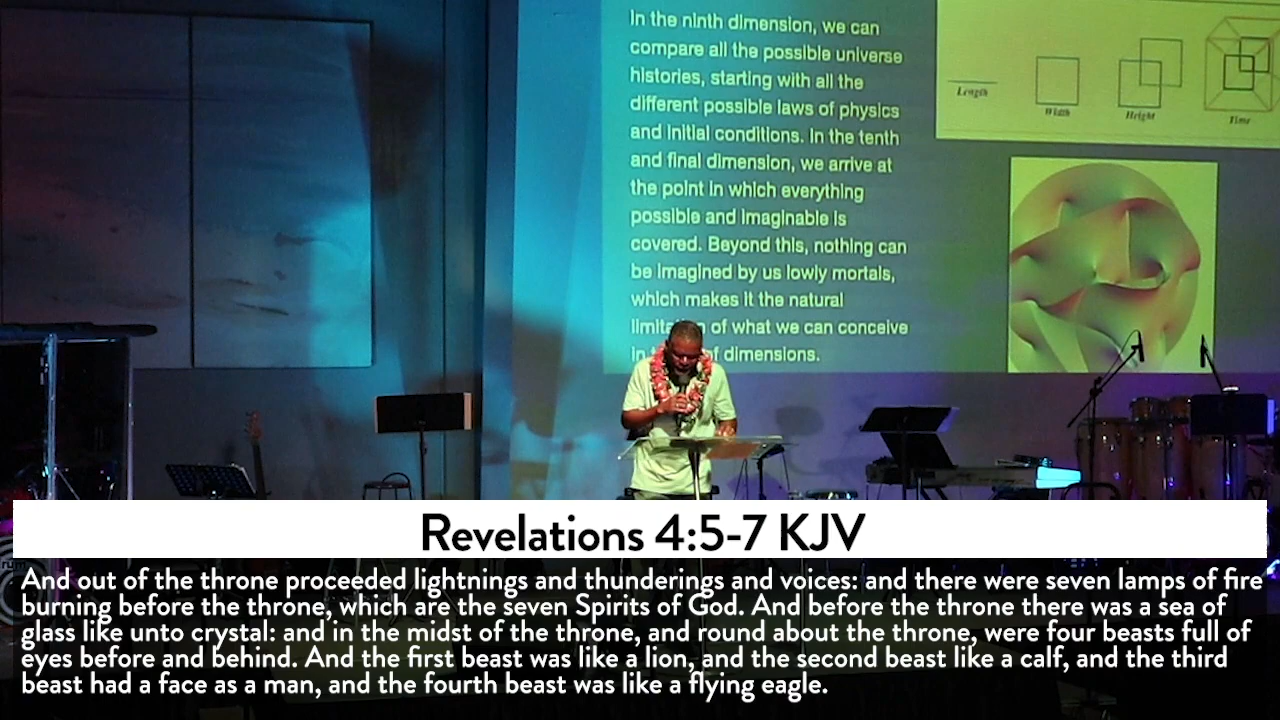 In the ninth dimension, we can
compare all the possible universe
histories, starting with all the
different possible laws of physics
and initial conditions. In the tenth
and final dimension, we arrive at
the point in which everything
possible and imaginable is
covered. Beyond this, nothing can
be imagined by us lowly mortals,
which makes it the natural
of what we can conceive
in of dimensions.
Length
Width
Height
Time
Revelations 4:5-7 KJV
And out of the throne proceeded lightnings and thunderings and voices: and there were seven lamps of fire
burning before the throne, which are the seven Spirits of God. And before the throne there was a sea of
glass like unto crystal: and in the midst of the throne, and round about the throne, were four beasts full of
eyes before and behind. And the first beast was like a lion, and the second beast like a calf, and the third
beast had a face as a man, and the fourth beast was like a flying eagle.